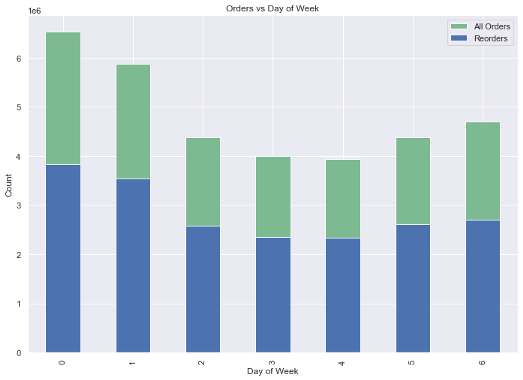 Orders vs Day of Week
1e6
All Orders
Reorders
6
5
4
3
2
1
0
Count
0 1 2 3 4 5 6
Day of Week